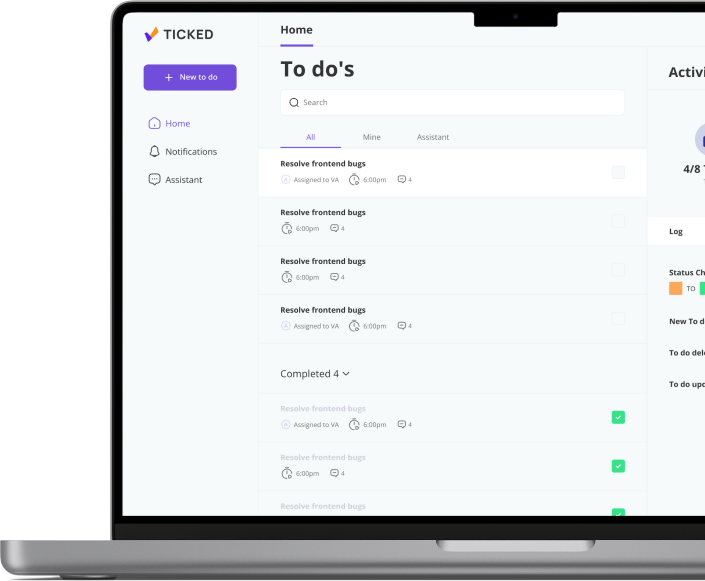 TICKED
+ New to do
Home
Notifications
Assistant
Home
To do's
Search
All Mine Assistant
Resolve frontend bugs
Assigned to VA 6:00pm 4
Resolve frontend bugs
6:00pm 4
Resolve frontend bugs
6:00pm 4
Resolve frontend bugs
Assigned to VA 6:00pm 4
Completed 4
Resolve frontend bugs
Assigned to VA 6:00pm 4
Resolve frontend bugs
6:00pm 4
Resolve frontend bugs
Activi
4/8
Log
Status Ch
TO
New To d
To do del
To do upd